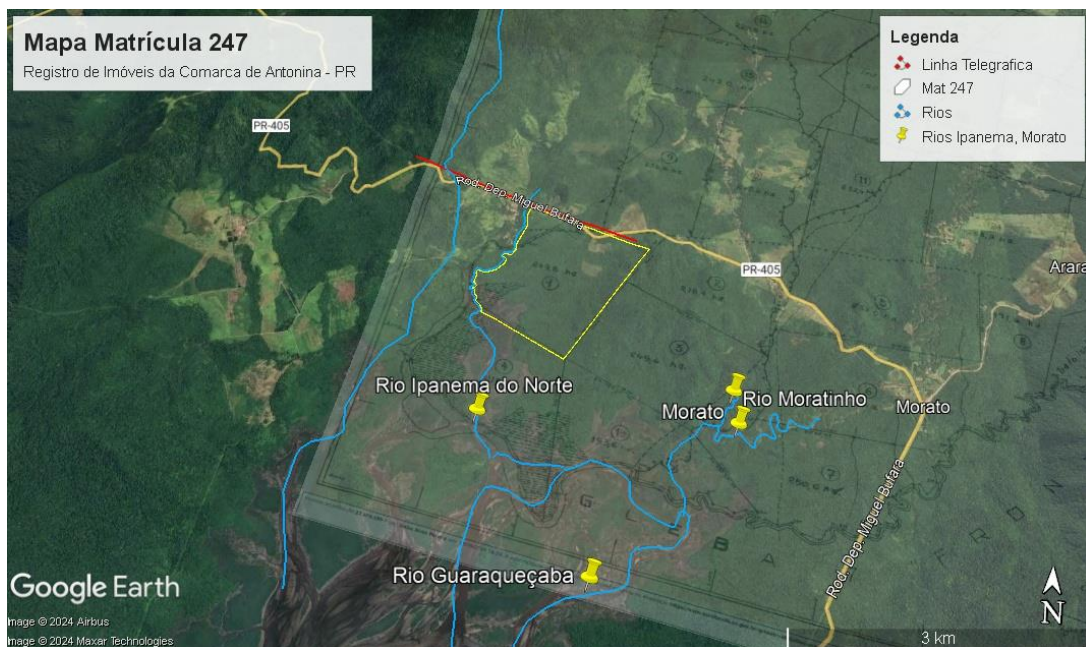 Mapa Matrícula 247
Registro de Imóveis da Comarca de Antonina - PR
Legenda
Linha Telegrafica
Mat 247
Rios
Rios Ipanema, Morato
PR-405
Rod. Dep. Miguel Bufara
PR-405
Arara
Rio Ipanema do Norte
Rio Moratinho
Morato
Morato
Rod. Dep. Miguel Bufara
Rio Guaraqueçaba
Google Earth
Image © 2024 Airbus
Image © 2024 Maxar Technologies
N
3 km